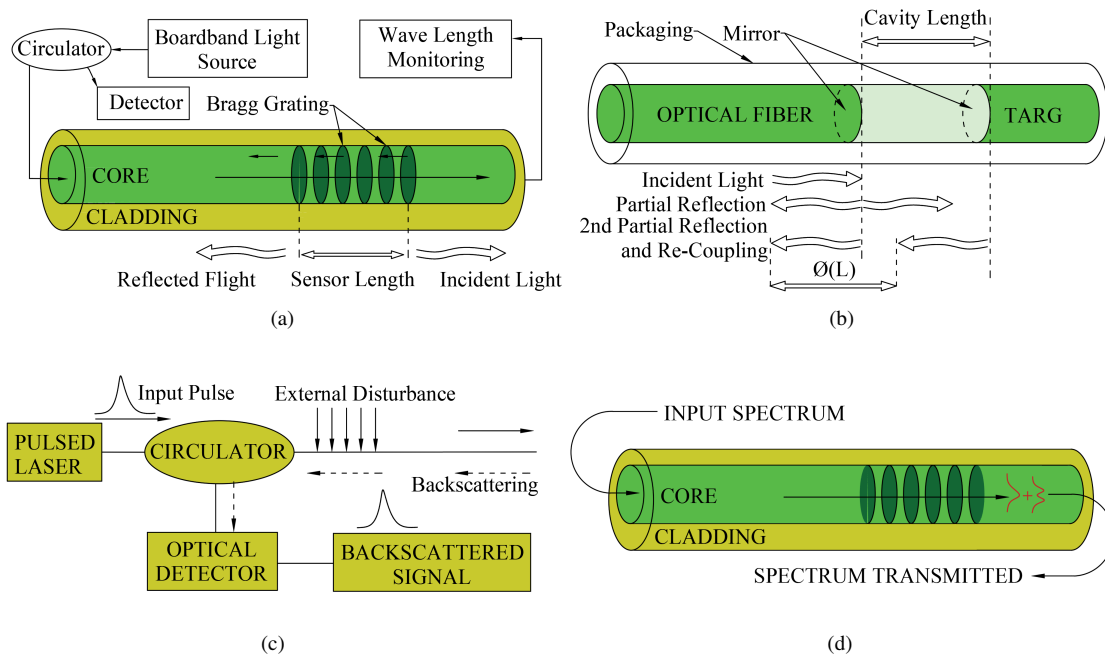 Circulator
Boardband Light
Source
Wave Length
Monitoring
Detector
Bragg Grating
CORE
CLADDING
Reflected Flight
Sensor Length
Incident Light
(a)
Cavity Length
Packaging
Mirror
OPTICAL FIBER
TARG
Incident Light
Partial Reflection
2nd Partial Reflection
and Re-Coupling
Ø(L)
(b)
Input Pulse
External Disturbance
PULSED
LASER
CIRCULATOR
Backscattering
OPTICAL
DETECTOR
BACKSCATTERED
SIGNAL
(c)
INPUT SPECTRUM
CORE
+
CLADDING
SPECTRUM TRANSMITTED
(d)